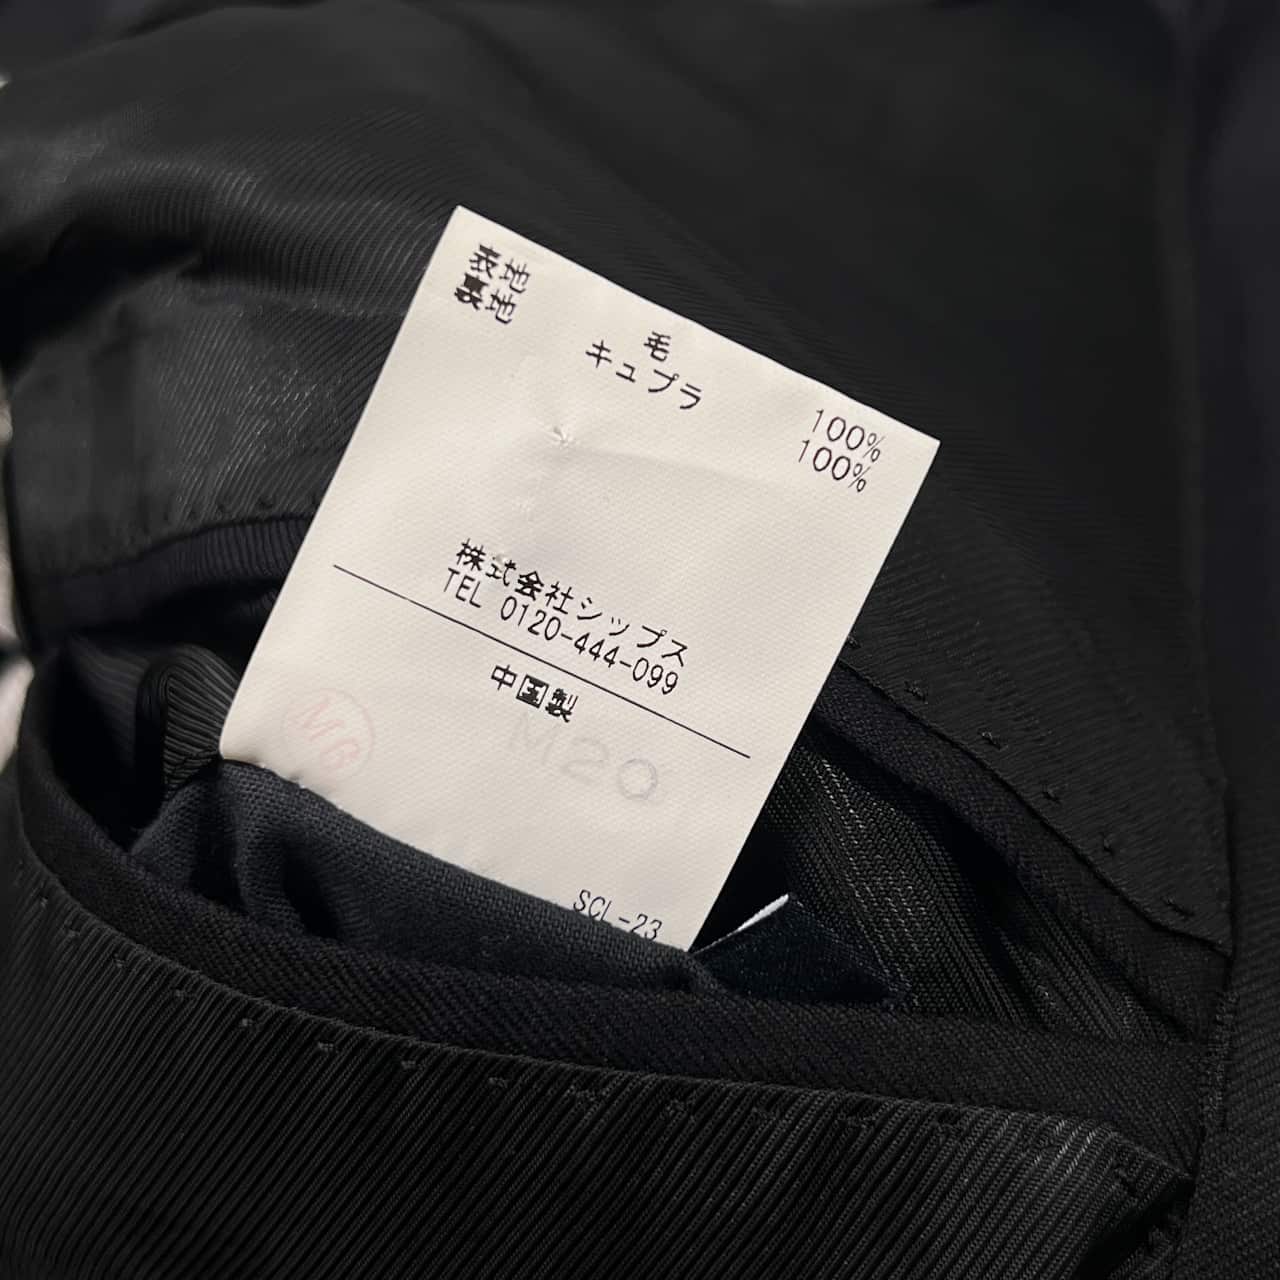 表地 毛 100%
裏地 キュプラ 100%
株式会社シップス
TEL 0120-444-099
中国製
M6
M20
SCL-23